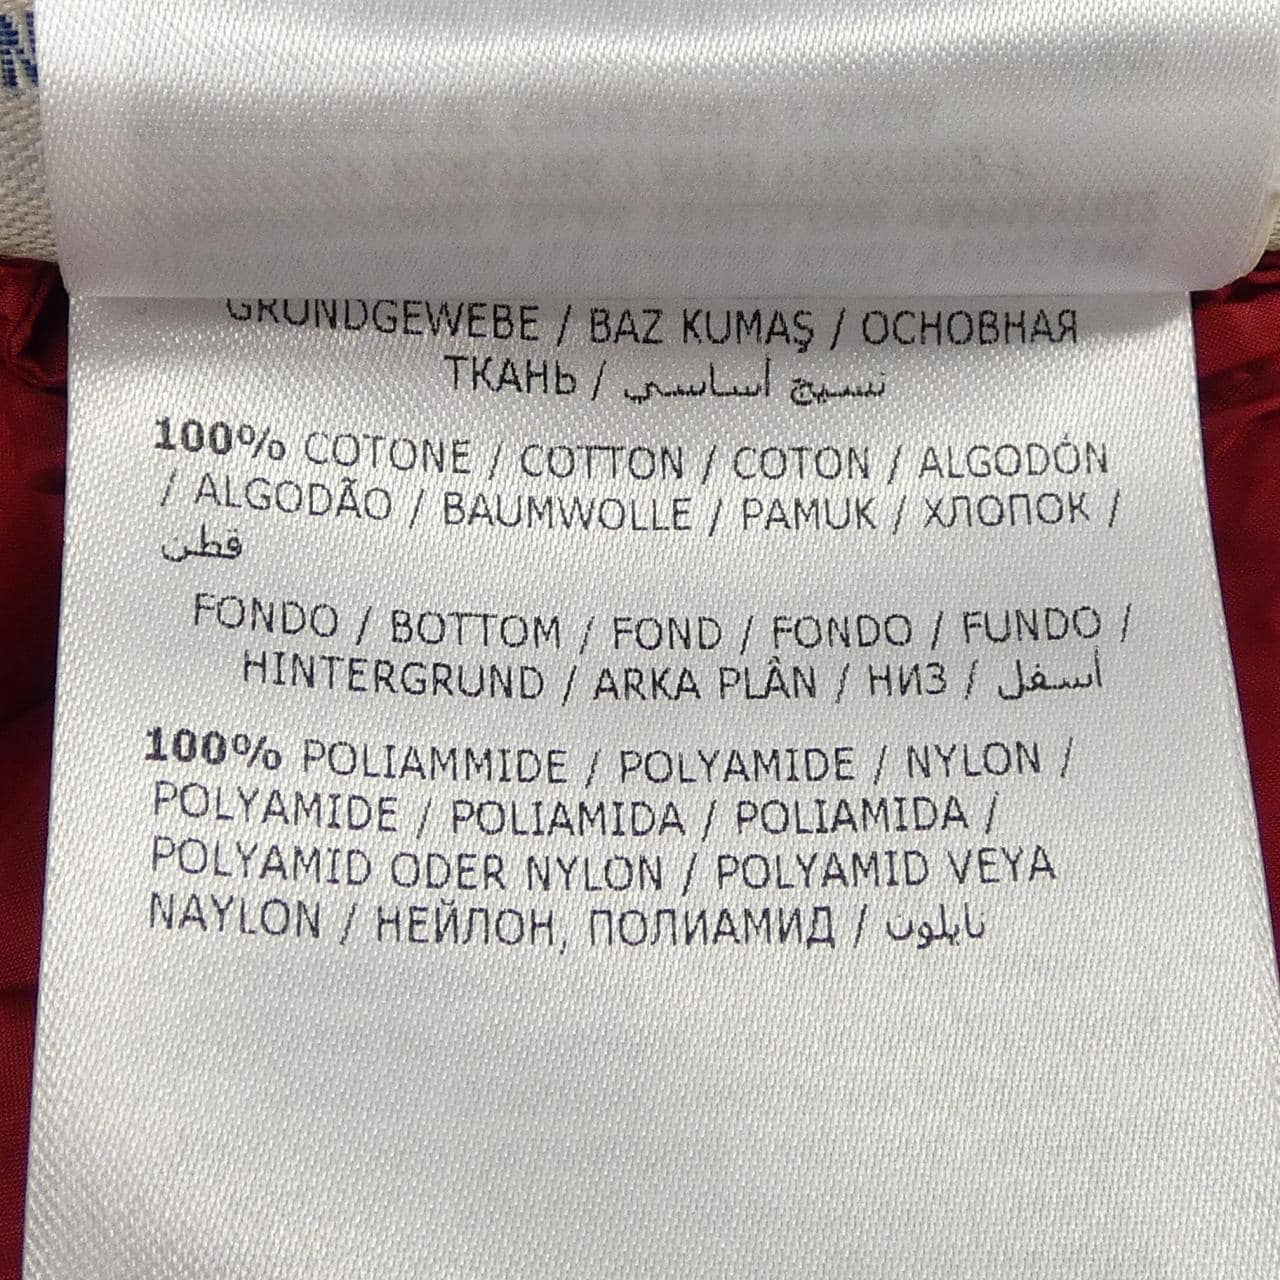 GRUNDGEWEBE / BAZ KUMAŞ / ОСНОВНАЯ
ТКАНЬ / نسيج أساسي
100% COTONE / COTTON / COTON / ALGODÓN
/ ALGODÃO / BAUMWOLLE / PAMUK / ХЛОПОК /
قطن
FONDO / BOTTOM / FOND / FONDO / FUNDO /
HINTERGRUND / ARKA PLÂN / НИЗ / أسفل
100% POLIAMMIDE / POLYAMIDE / NYLON /
POLYAMIDE / POLIAMIDA / POLIAMIDA /
POLYAMID ODER NYLON / POLYAMID VEYA
NAYLON / НЕЙЛОН, ПОЛИАМИД / نايلون